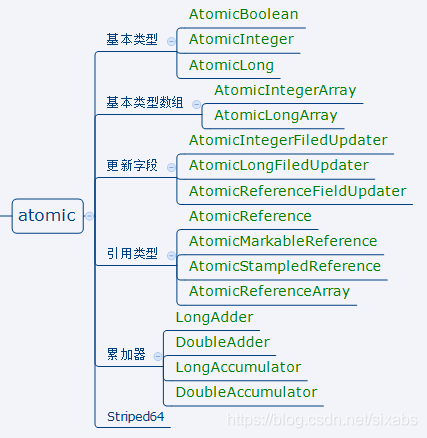 AtomicBoolean
基本类型
AtomicInteger
AtomicLong
AtomicIntegerArray
基本类型数组
AtomicLongArray
AtomicIntegerFiledUpdater
更新字段
AtomicLongFiledUpdater
AtomicReferenceFieldUpdater
atomic
AtomicReference
AtomicMarkableReference
引用类型
AtomicStampledReference
AtomicReferenceArray
LongAdder
DoubleAdder
累加器
LongAccumulator
DoubleAccumulator
Striped64
https://blog.csdn.net/sixabs